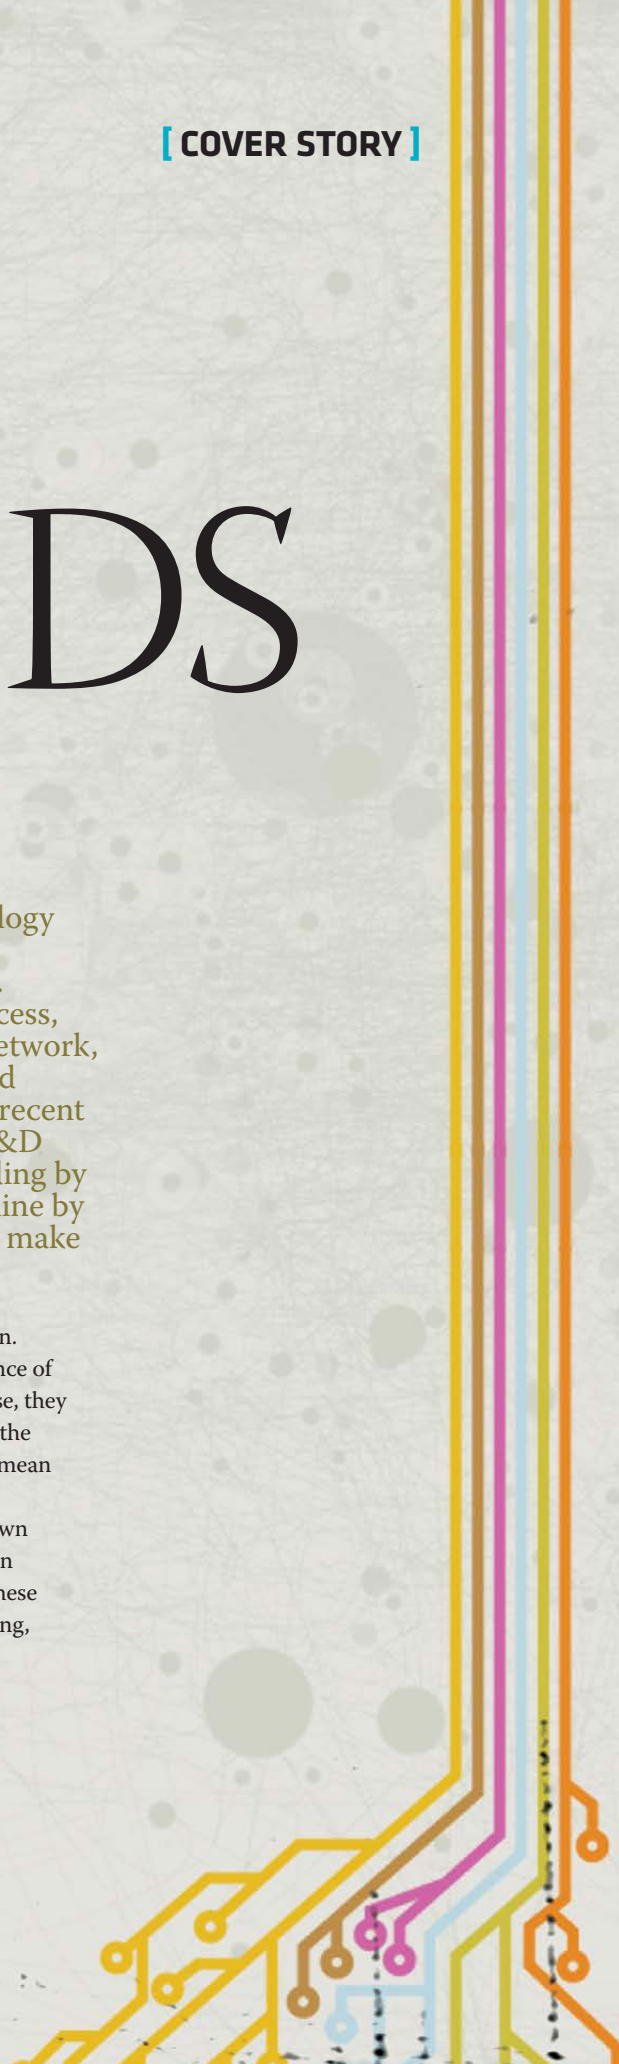 [ COVER STORY ]
DS
logy
.
cess,
etwork,
d
recent
&D
ling by
ine by
make
n.
nce of
se, they
the
mean
wn
n
hese
ng,